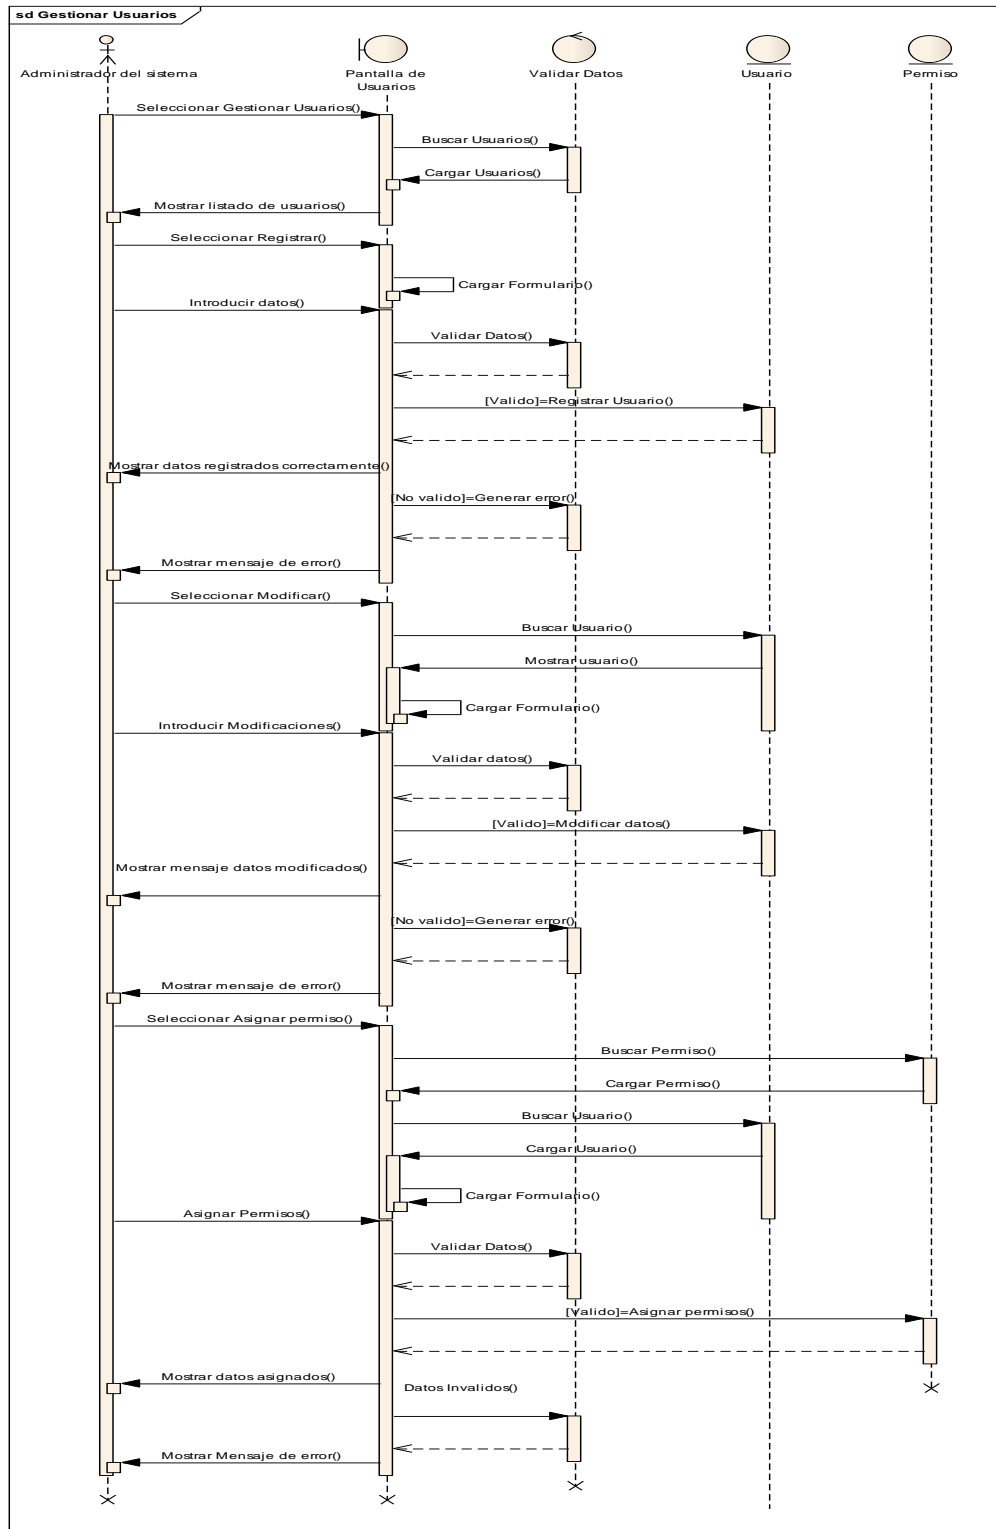 sd Gestionar Usuarios
Administrador del sistema
Pantalla de
Usuarios
Validar Datos
Usuario
Permiso
Seleccionar Gestionar Usuarios()
Buscar Usuarios()
Cargar Usuarios()
Mostrar listado de usuarios()
Seleccionar Registrar()
Cargar Formulario()
Introducir datos()
Validar Datos()
[Valido]=Registrar Usuario()
Mostrar datos registrados correctamente()
[No valido]=Generar error()
Mostrar mensaje de error()
Seleccionar Modificar()
Buscar Usuario()
Mostrar usuario()
Cargar Formulario()
Introducir Modificaciones()
Validar datos()
[Valido]=Modificar datos()
Mostrar mensaje datos modificados()
[No valido]=Generar error()
Mostrar mensaje de error()
Seleccionar Asignar permiso()
Buscar Permiso()
Cargar Permiso()
Buscar Usuario()
Cargar Usuario()
Cargar Formulario()
Asignar Permisos()
Validar Datos()
[Valido]=Asignar permisos()
Mostrar datos asignados()
Datos Invalidos()
Mostrar Mensaje de error()